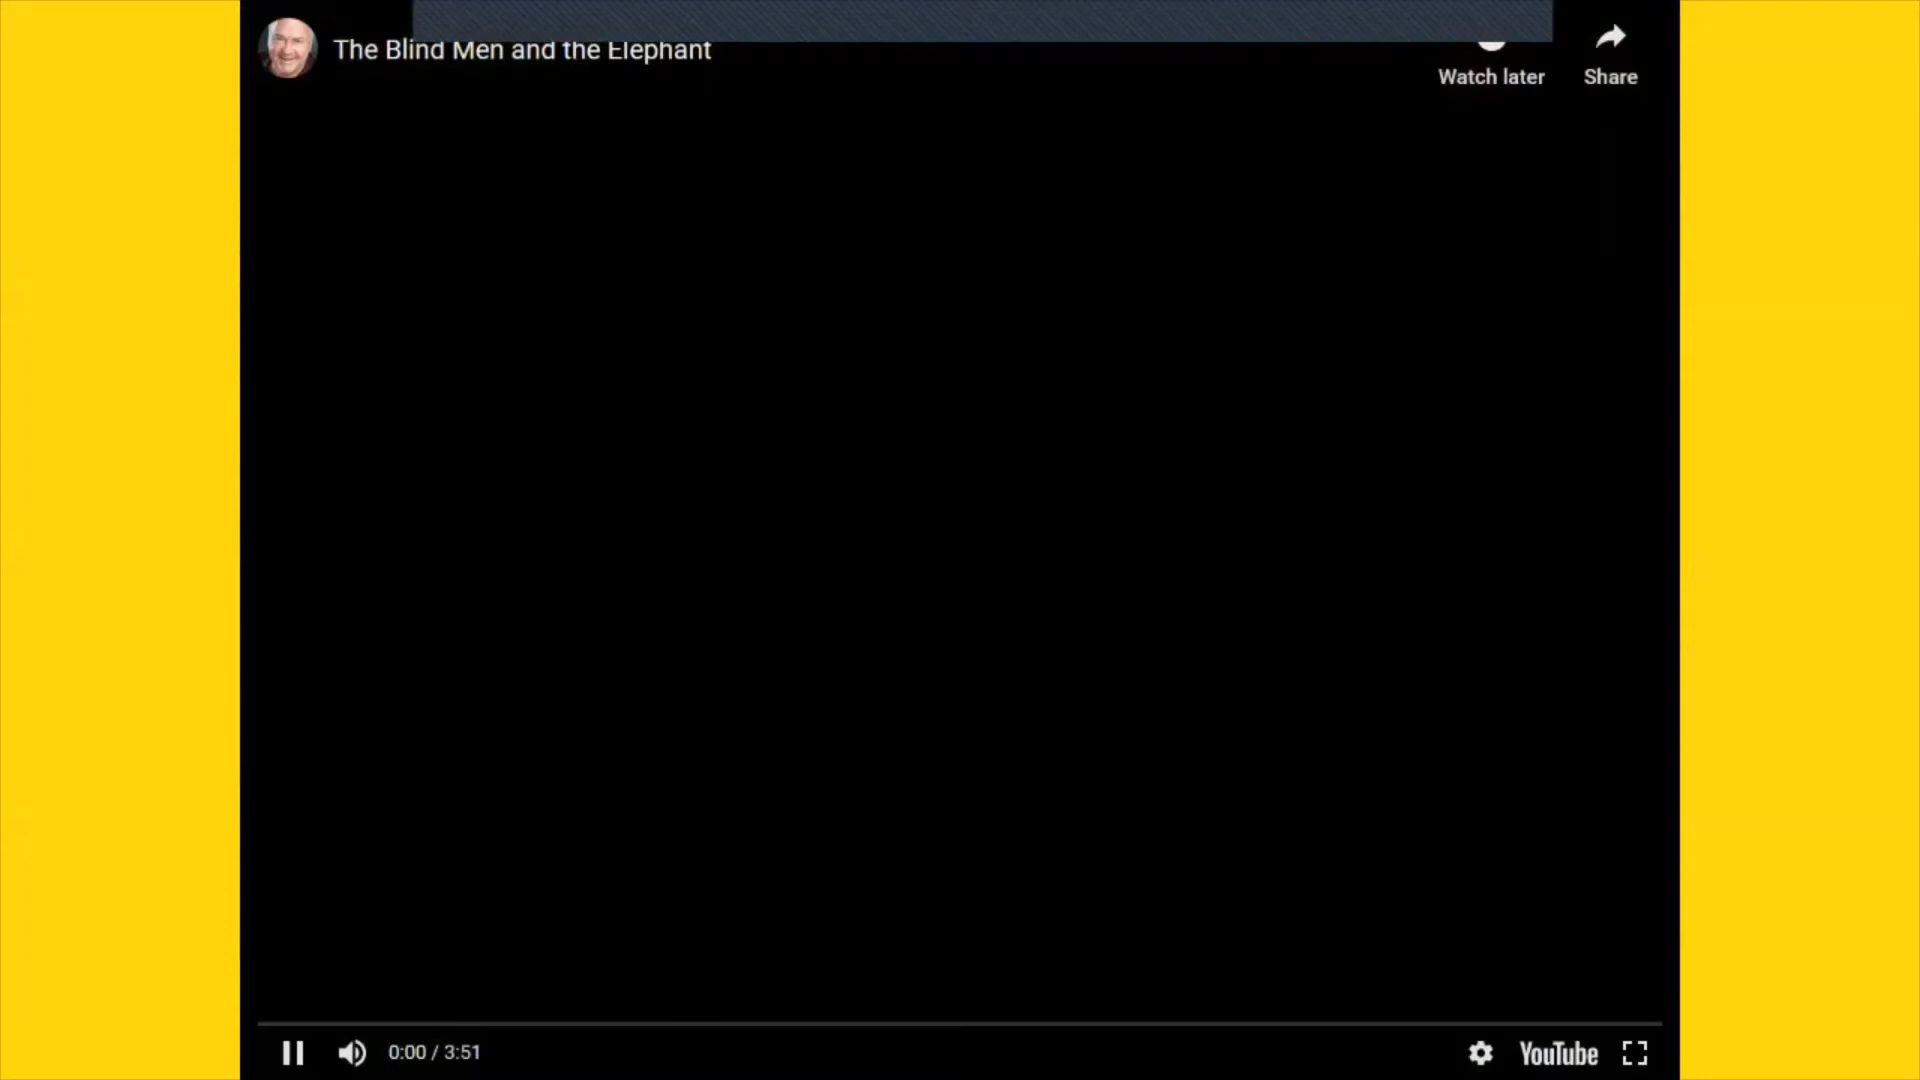 The Blind Men and the Elephant
Watch later
Share
0:00 / 3:51
YouTube